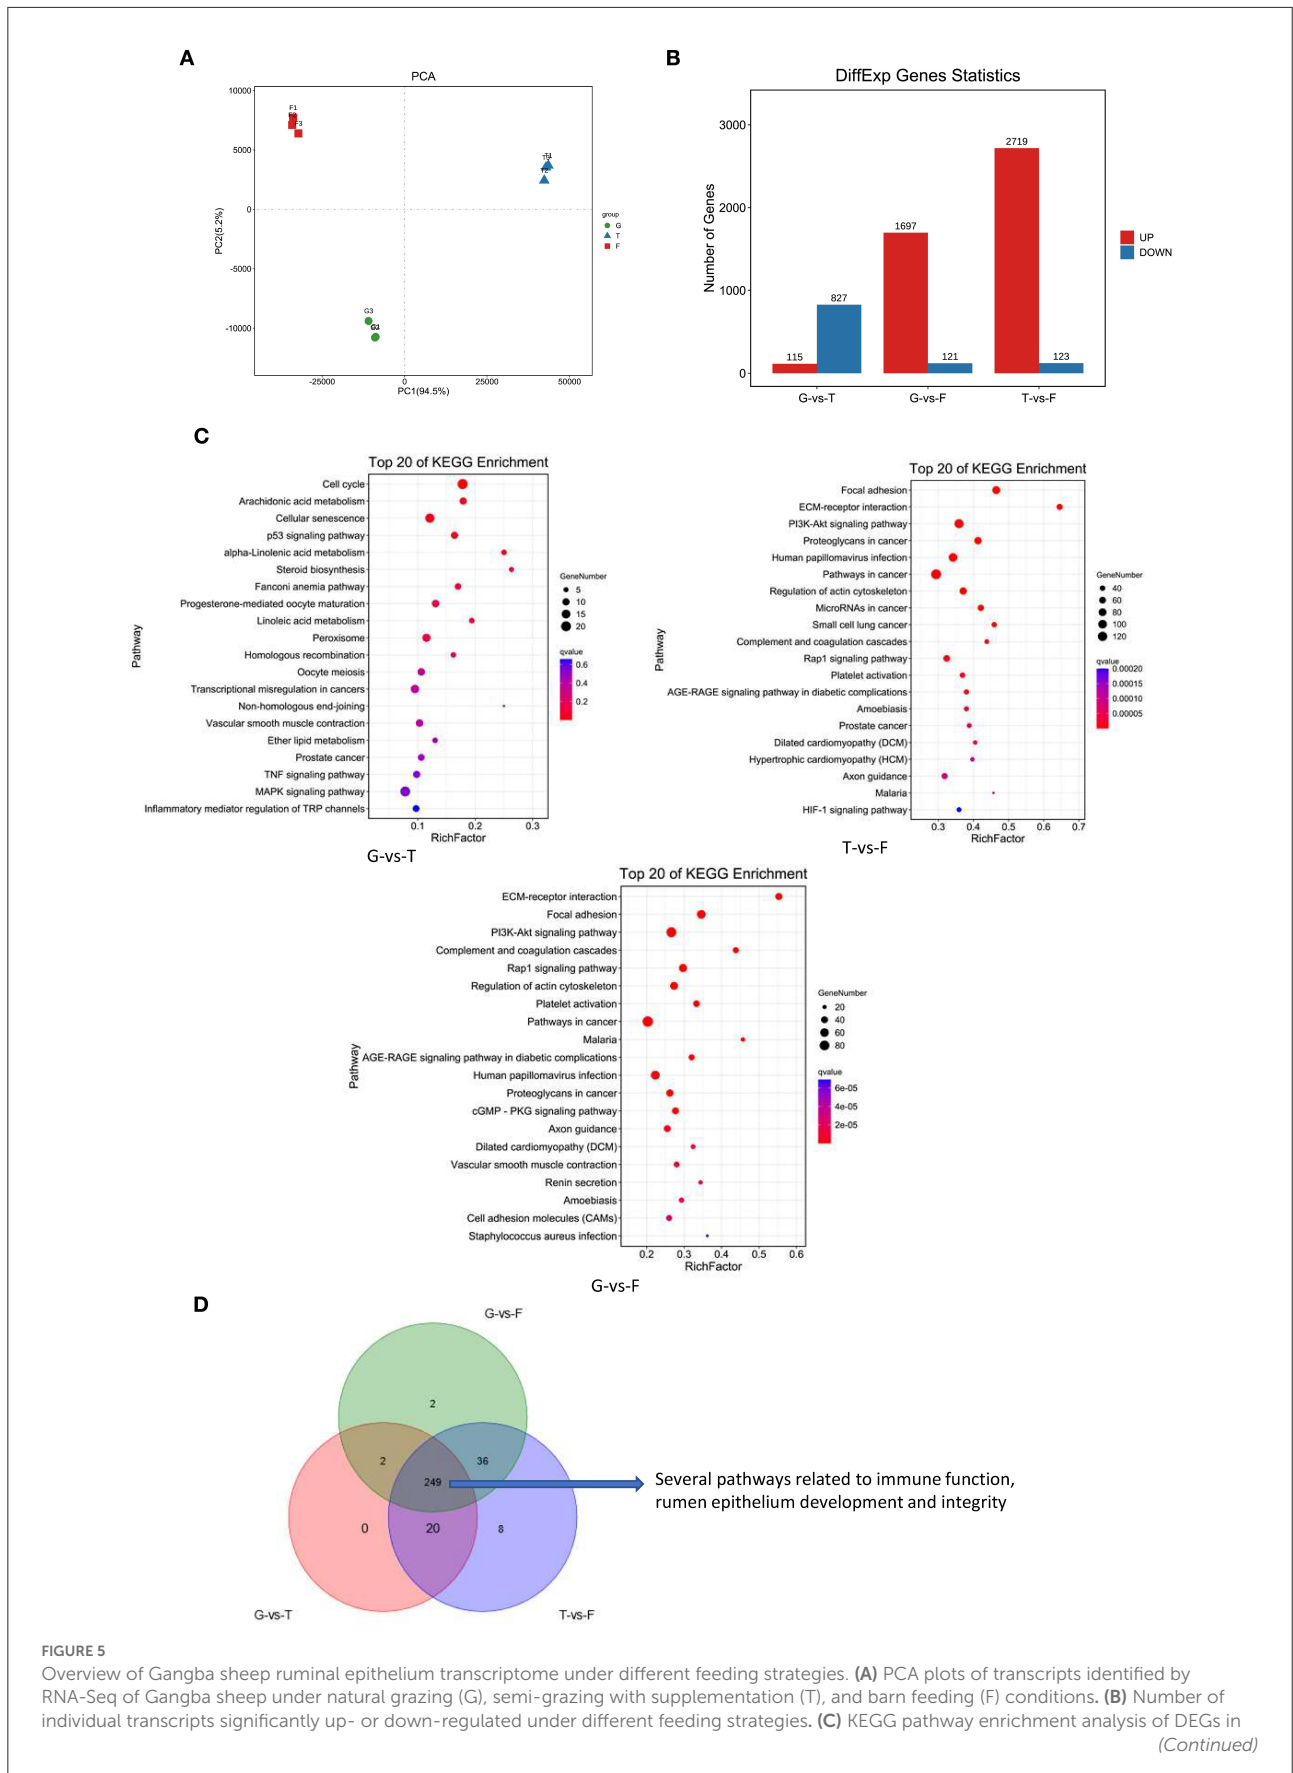 A
PCA
10000
5000
0
-5000
-10000
PC2(5.2%)
F1
F3
T1
T2
G3
G1
-25000
0
25000
50000
PC1(94.5%)
group
G
T
F
B
DiffExp Genes Statistics
Number of Genes
3000
2000
1000
0
115
827
1697
121
2719
123
G-vs-T
G-vs-F
T-vs-F
UP
DOWN
C
Top 20 of KEGG Enrichment
Pathway
Cell cycle
Arachidonic acid metabolism
Cellular senescence
p53 signaling pathway
alpha-Linolenic acid metabolism
Steroid biosynthesis
Fanconi anemia pathway
Progesterone-mediated oocyte maturation
Linoleic acid metabolism
Peroxisome
Homologous recombination
Oocyte meiosis
Transcriptional misregulation in cancers
Non-homologous end-joining
Vascular smooth muscle contraction
Ether lipid metabolism
Prostate cancer
TNF signaling pathway
MAPK signaling pathway
Inflammatory mediator regulation of TRP channels
0.1
0.2
0.3
RichFactor
GeneNumber
5
10
15
20
qvalue
0.6
0.4
0.2
G-vs-T
Top 20 of KEGG Enrichment
Pathway
Focal adhesion
ECM-receptor interaction
PI3K-Akt signaling pathway
Proteoglycans in cancer
Human papillomavirus infection
Pathways in cancer
Regulation of actin cytoskeleton
MicroRNAs in cancer
Small cell lung cancer
Complement and coagulation cascades
Rap1 signaling pathway
Platelet activation
AGE-RAGE signaling pathway in diabetic complications
Amoebiasis
Prostate cancer
Dilated cardiomyopathy (DCM)
Hypertrophic cardiomyopathy (HCM)
Axon guidance
Malaria
HIF-1 signaling pathway
0.3
0.4
0.5
0.6
0.7
RichFactor
GeneNumber
40
60
80
100
120
qvalue
0.00020
0.00015
0.00010
0.00005
T-vs-F
Top 20 of KEGG Enrichment
Pathway
ECM-receptor interaction
Focal adhesion
PI3K-Akt signaling pathway
Complement and coagulation cascades
Rap1 signaling pathway
Regulation of actin cytoskeleton
Platelet activation
Pathways in cancer
Malaria
AGE-RAGE signaling pathway in diabetic complications
Human papillomavirus infection
Proteoglycans in cancer
cGMP - PKG signaling pathway
Axon guidance
Dilated cardiomyopathy (DCM)
Vascular smooth muscle contraction
Renin secretion
Amoebiasis
Cell adhesion molecules (CAMs)
Staphylococcus aureus infection
0.2
0.3
0.4
0.5
0.6
RichFactor
GeneNumber
20
40
60
80
qvalue
6e-05
4e-05
2e-05
G-vs-F
D
G-vs-F
2
2
36
249
0
20
8
G-vs-T
T-vs-F
Several pathways related to immune function,
rumen epithelium development and integrity
FIGURE 5
Overview of Gangba sheep ruminal epithelium transcriptome under different feeding strategies. (A) PCA plots of transcripts identified by
RNA-Seq of Gangba sheep under natural grazing (G), semi-grazing with supplementation (T), and barn feeding (F) conditions. (B) Number of
individual transcripts significantly up- or down-regulated under different feeding strategies. (C) KEGG pathway enrichment analysis of DEGs in
(Continued)